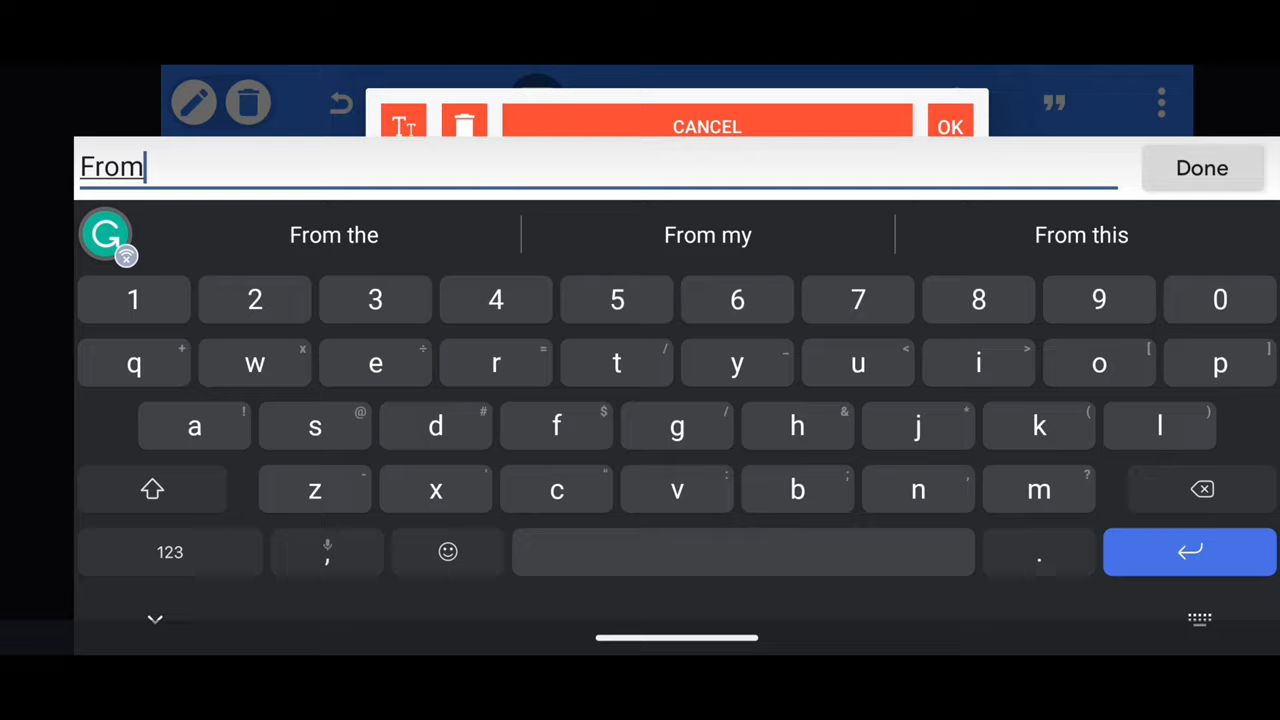 Tt CANCEL OK
From Done
From the From my From this
1 2 3 4 5 6 7 8 9 0
q + w x e ÷ r = t / y _ u < i > o [ p ]
a ! s @ d # f $ g / h & j * k ( l )
z - x ' c " v : b ; n , m ?
123 , .